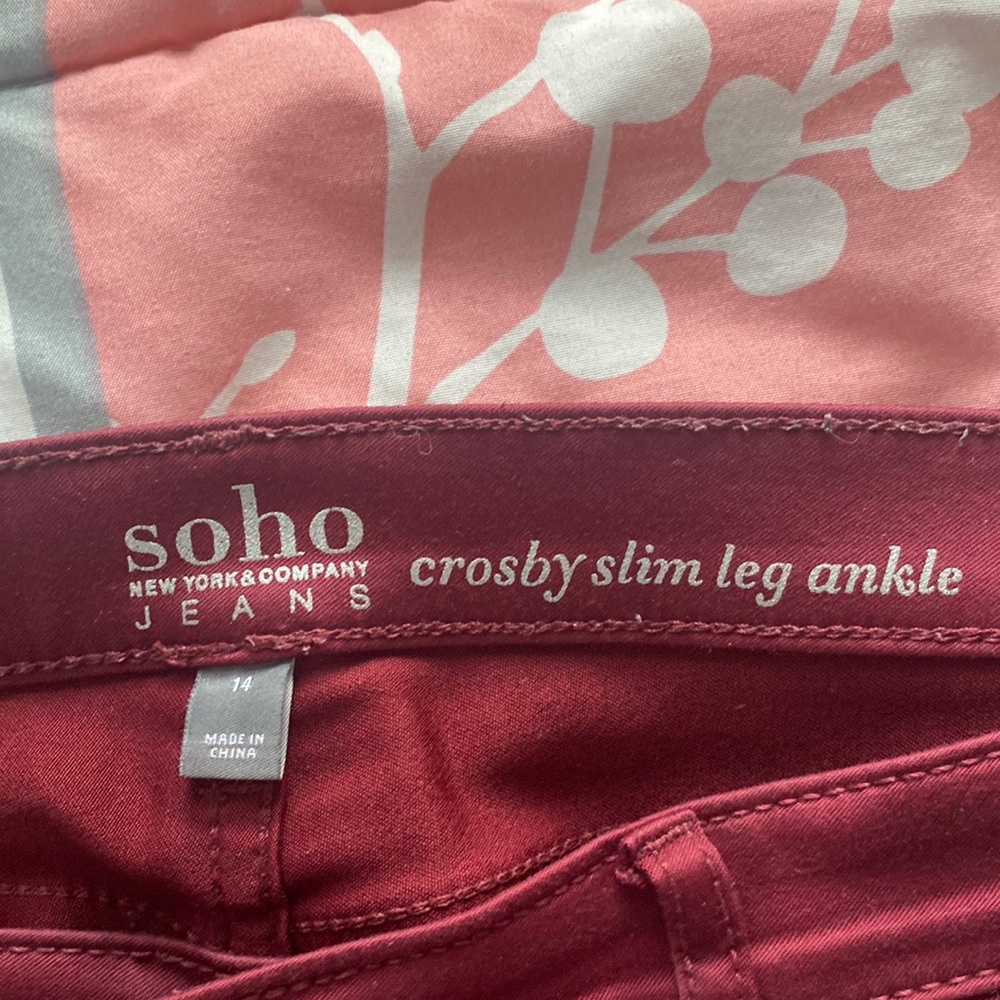 soho
NEW YORK&COMPANY
JEANS
crosby slim leg ankle
14
MADE IN
CHINA